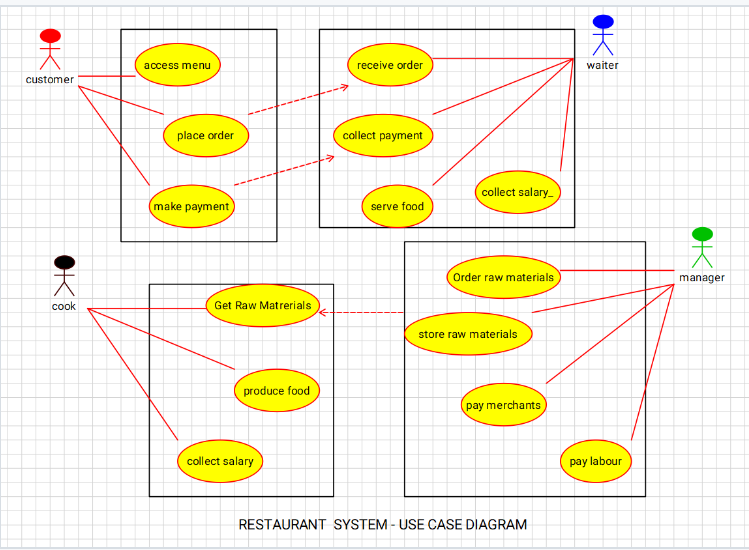 customer
access menu
place order
make payment
receive order
collect payment
serve food
collect salary_
waiter
cook
Get Raw Matrerials
produce food
collect salary
Order raw materials
store raw materials
pay merchants
pay labour
manager
RESTAURANT SYSTEM - USE CASE DIAGRAM